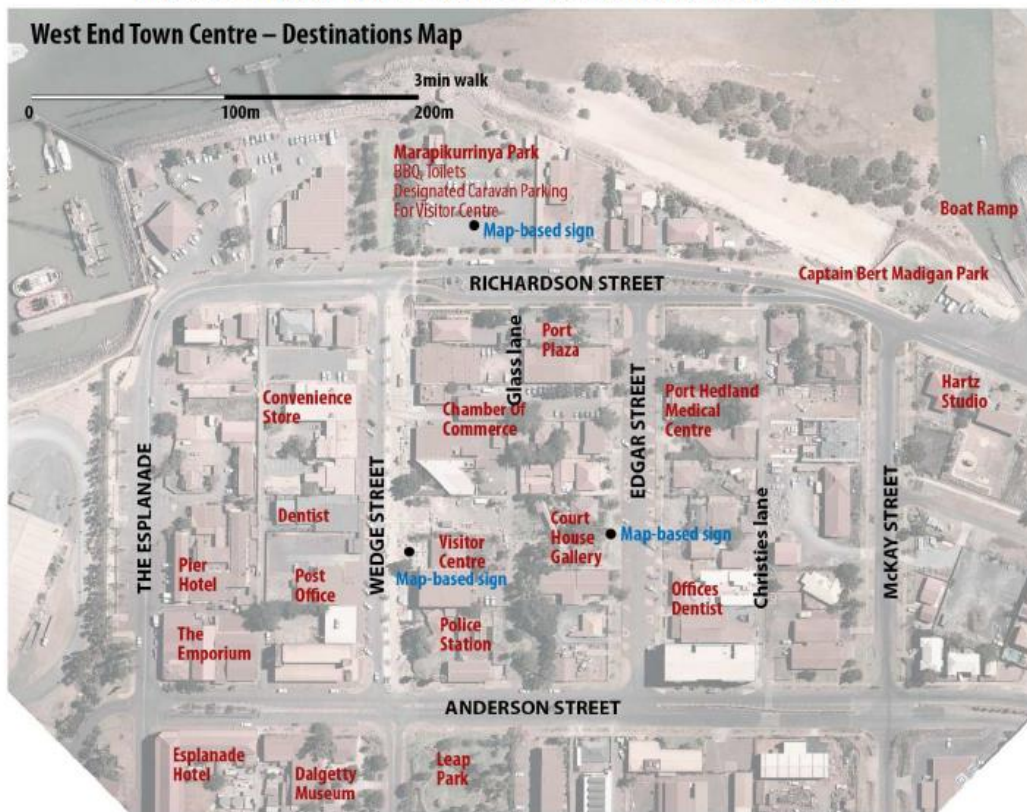 West End Town Centre – Destinations Map
3min walk
0
100m
200m
Marapikurrinya Park
BBQ, Toilets
Designated Caravan Parking
For Visitor Centre
Map-based sign
Boat Ramp
Captain Bert Madigan Park
RICHARDSON STREET
Glass lane
Port
Plaza
Convenience
Store
Chamber Of
Commerce
Port Hedland
Medical
Centre
Hartz
Studio
THE ESPLANADE
WEDGE STREET
EDGAR STREET
Christies lane
McKAY STREET
Dentist
Visitor
Centre
Map-based sign
Court
House
Gallery
Map-based sign
Pier
Hotel
Post
Office
Offices
Dentist
The
Emporium
Police
Station
ANDERSON STREET
Esplanade
Hotel
Dalgetty
Museum
Leap
Park